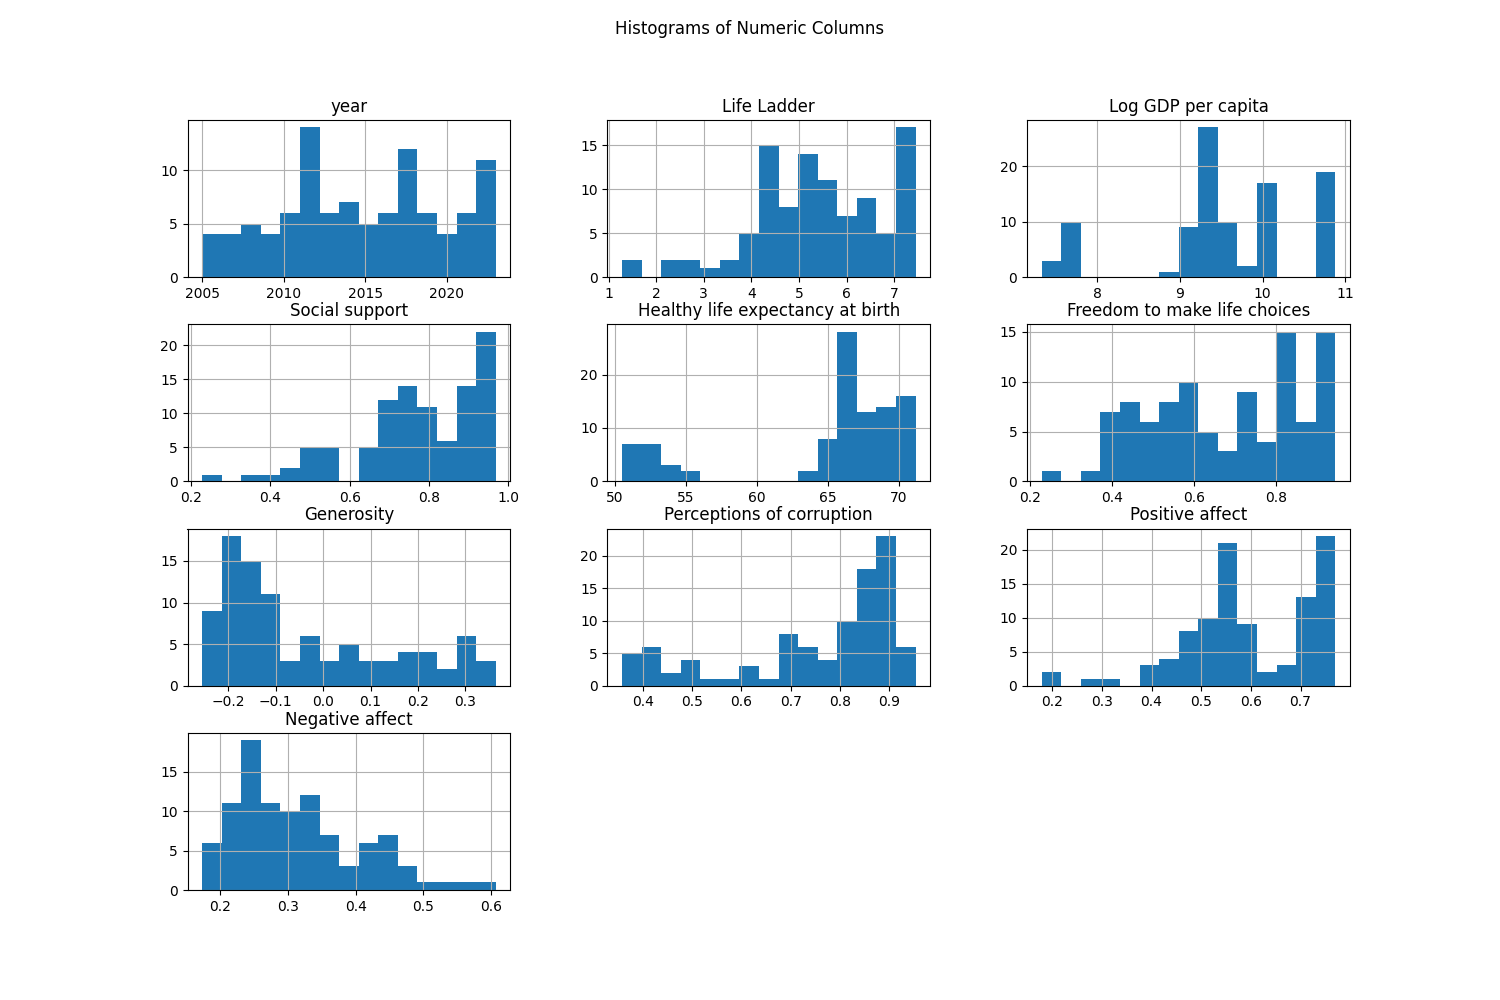 Histograms of Numeric Columns
year
10
5
0
2005 2010 2015 2020
Life Ladder
15
10
5
0
1 2 3 4 5 6 7
Log GDP per capita
20
10
0
8 9 10 11
Social support
20
15
10
5
0
0.2 0.4 0.6 0.8 1.0
Healthy life expectancy at birth
20
10
0
50 55 60 65 70
Freedom to make life choices
15
10
5
0
0.2 0.4 0.6 0.8
Generosity
15
10
5
0
−0.2 −0.1 0.0 0.1 0.2 0.3
Perceptions of corruption
20
15
10
5
0
0.4 0.5 0.6 0.7 0.8 0.9
Positive affect
20
15
10
5
0
0.2 0.3 0.4 0.5 0.6 0.7
Negative affect
15
10
5
0
0.2 0.3 0.4 0.5 0.6